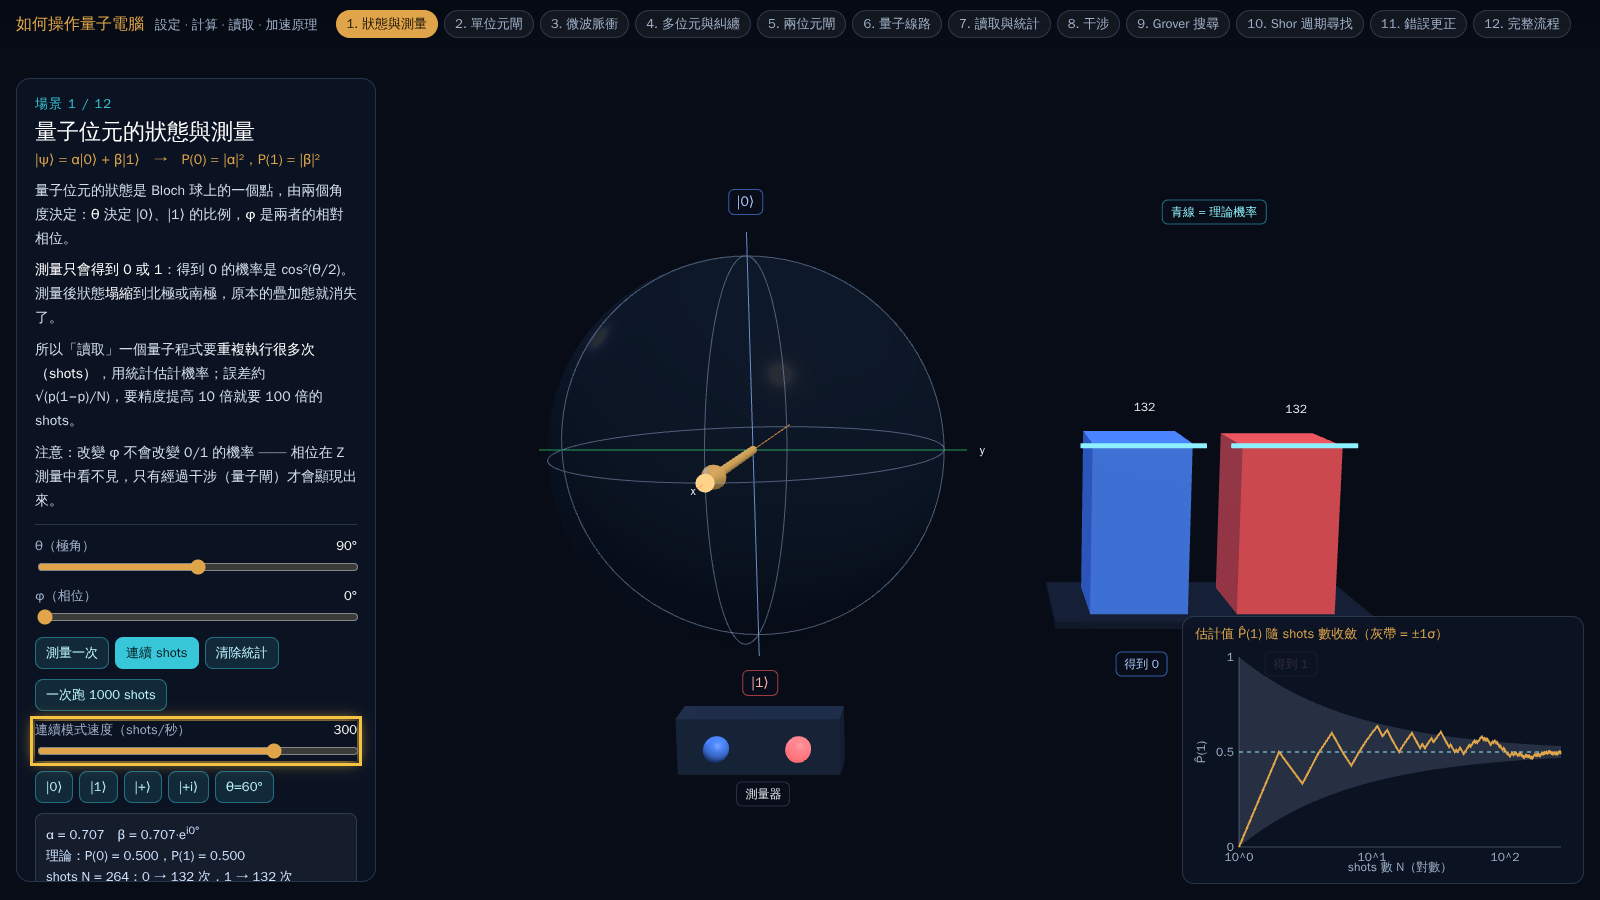 如何操作量子電腦
設定 · 計算 · 讀取 · 加速原理
1. 狀態與測量
2. 單位元閘
3. 微波脈衝
4. 多位元與糾纏
5. 兩位元閘
6. 量子線路
7. 讀取與統計
8. 干涉
9. Grover 搜尋
10. Shor 週期尋找
11. 錯誤更正
12. 完整流程
場景 1 / 12
量子位元的狀態與測量
|ψ⟩ = α|0⟩ + β|1⟩ → P(0) = |α|²，P(1) = |β|²
量子位元的狀態是 Bloch 球上的一個點，由兩個角
度決定：θ 決定 |0⟩、|1⟩ 的比例，φ 是兩者的相對
相位。
測量只會得到 0 或 1：得到 0 的機率是 cos²(θ/2)。
測量後狀態塌縮到北極或南極，原本的疊加態就消失
了。
所以「讀取」一個量子程式要重複執行很多次
（shots），用統計估計機率；誤差約
√(p(1−p)/N)，要精度提高 10 倍就要 100 倍的
shots。
注意：改變 φ 不會改變 0/1 的機率 —— 相位在 Z
測量中看不見，只有經過干涉（量子閘）才會顯現出
來。
θ（極角） 90°
φ（相位） 0°
測量一次
連續 shots
清除統計
一次跑 1000 shots
連續模式速度（shots/秒） 300
|0⟩
|1⟩
|+⟩
|+i⟩
θ=60°
α = 0.707 β = 0.707·e^i0°
理論：P(0) = 0.500，P(1) = 0.500
shots N = 264：0 → 132 次，1 → 132 次
|0⟩
y
x
|1⟩
測量器
青線 = 理論機率
132
132
得到 0
得到 1
估計值 P̂(1) 隨 shots 數收斂（灰帶 = ±1σ）
1
0.5
0
P̂(1)
10^0
10^1
10^2
shots 數 N（對數）